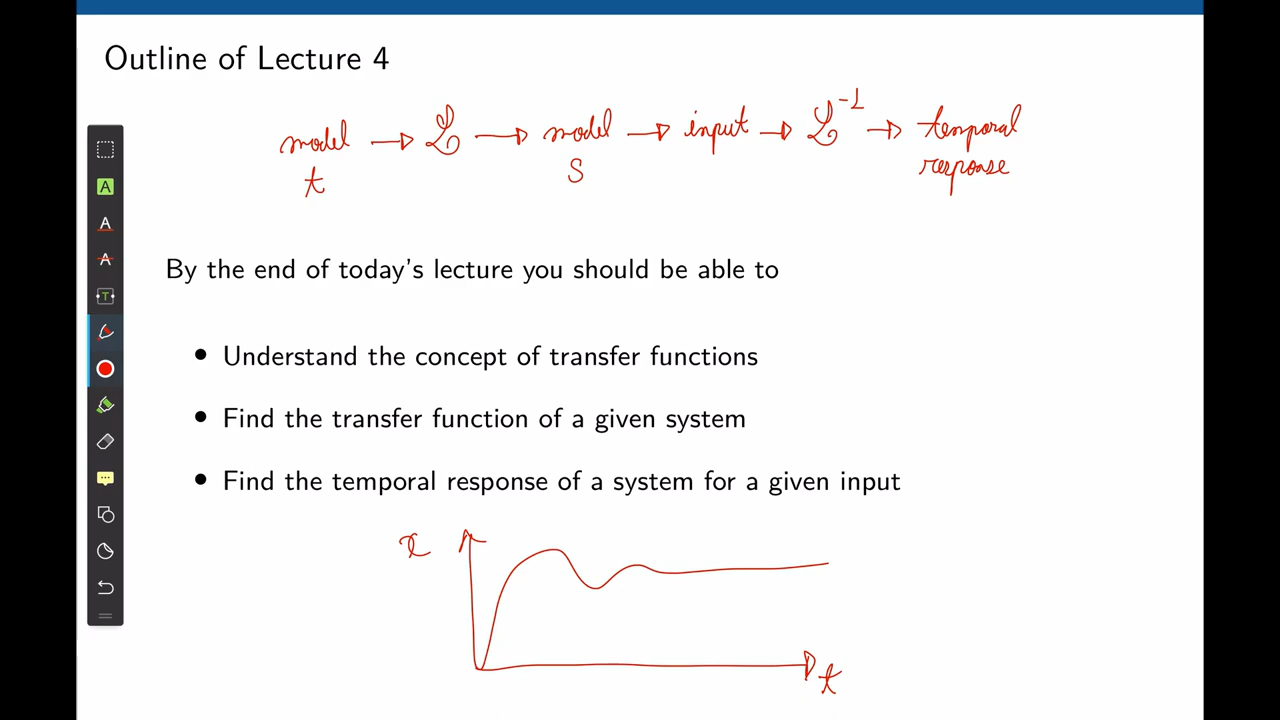 Outline of Lecture 4
model → ℒ → model → input → ℒ⁻¹ → temporal
t s response
By the end of today's lecture you should be able to
• Understand the concept of transfer functions
• Find the transfer function of a given system
• Find the temporal response of a system for a given input
x
t
A
A
A
T